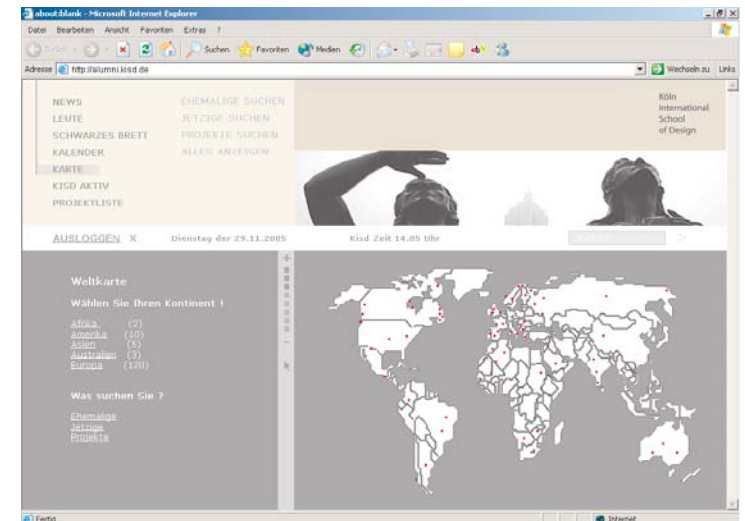 about:blank - Microsoft Internet Explorer
Datei Bearbeiten Ansicht Favoriten Extras ?
Zurück Suchen Favoriten Medien
Adresse http://alumni.kisd.de Wechseln zu Links
NEWS
LEUTE
SCHWARZES BRETT
KALENDER
KARTE
KISD AKTIV
PROJEKTLISTE
EHEMALIGE SUCHEN
JETZIGE SUCHEN
PROJEKTE SUCHEN
ALLES ANZEIGEN
Köln
International
School
of Design
AUSLOGGEN X Dienstag der 29.11.2005 Kisd Zeit 14.05 Uhr >
Weltkarte
Wählen Sie Ihren Kontinent !
Afrika (2)
Amerika (10)
Asien (5)
Australien (3)
Europa (120)
Was suchen Sie ?
Ehemalige
Jetzige
Projekte
Fertig Internet